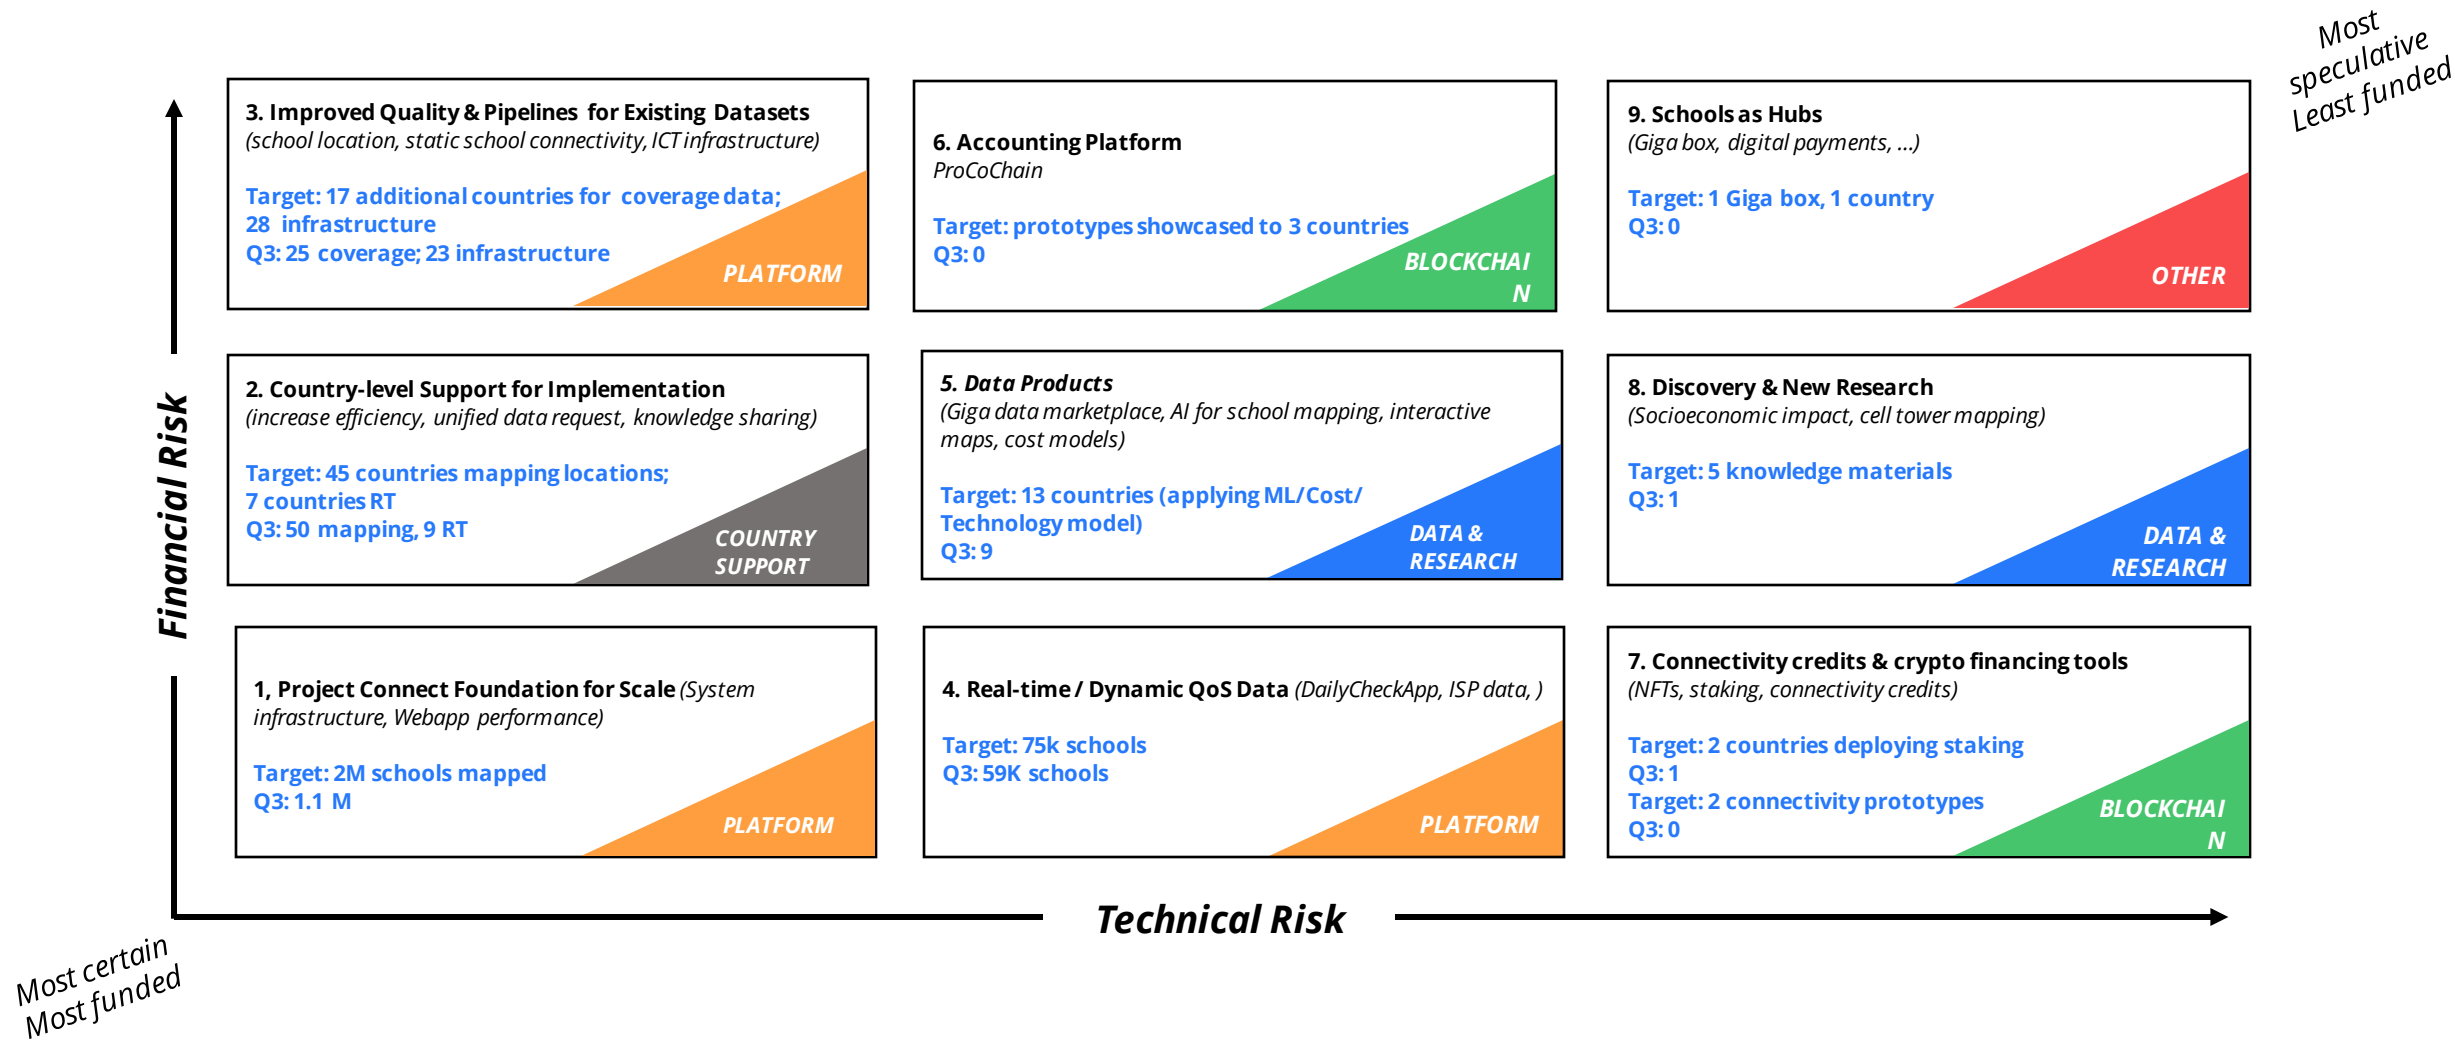 Most
speculative
Least funded
3. Improved Quality & Pipelines for Existing Datasets
(school location, static school connectivity, ICT infrastructure)
Target: 17 additional countries for coverage data;
28 infrastructure
Q3: 25 coverage; 23 infrastructure
PLATFORM
6. Accounting Platform
ProCoChain
Target: prototypes showcased to 3 countries
Q3: 0
BLOCKCHAI
N
9. Schools as Hubs
(Giga box, digital payments, ...)
Target: 1 Giga box, 1 country
Q3: 0
OTHER
Financial Risk
2. Country-level Support for Implementation
(increase efficiency, unified data request, knowledge sharing)
Target: 45 countries mapping locations;
7 countries RT
Q3: 50 mapping, 9 RT
COUNTRY
SUPPORT
5. Data Products
(Giga data marketplace, AI for school mapping, interactive
maps, cost models)
Target: 13 countries (applying ML/Cost/
Technology model)
Q3: 9
DATA &
RESEARCH
8. Discovery & New Research
(Socioeconomic impact, cell tower mapping)
Target: 5 knowledge materials
Q3: 1
DATA &
RESEARCH
1, Project Connect Foundation for Scale (System
infrastructure, Webapp performance)
Target: 2M schools mapped
Q3: 1.1 M
PLATFORM
4. Real-time / Dynamic QoS Data (DailyCheckApp, ISP data, )
Target: 75k schools
Q3: 59K schools
PLATFORM
7. Connectivity credits & crypto financing tools
(NFTs, staking, connectivity credits)
Target: 2 countries deploying staking
Q3: 1
Target: 2 connectivity prototypes
Q3: 0
BLOCKCHAI
N
Technical Risk
Most certain
Most funded